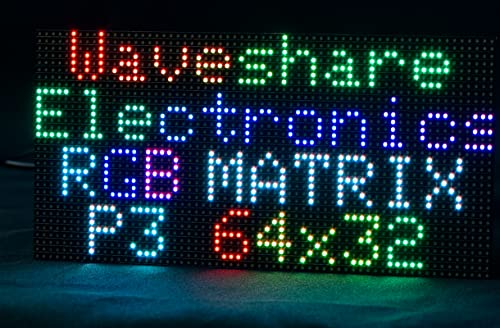 Waveshare
Electronics
RGB MATRIX
P3 64x32